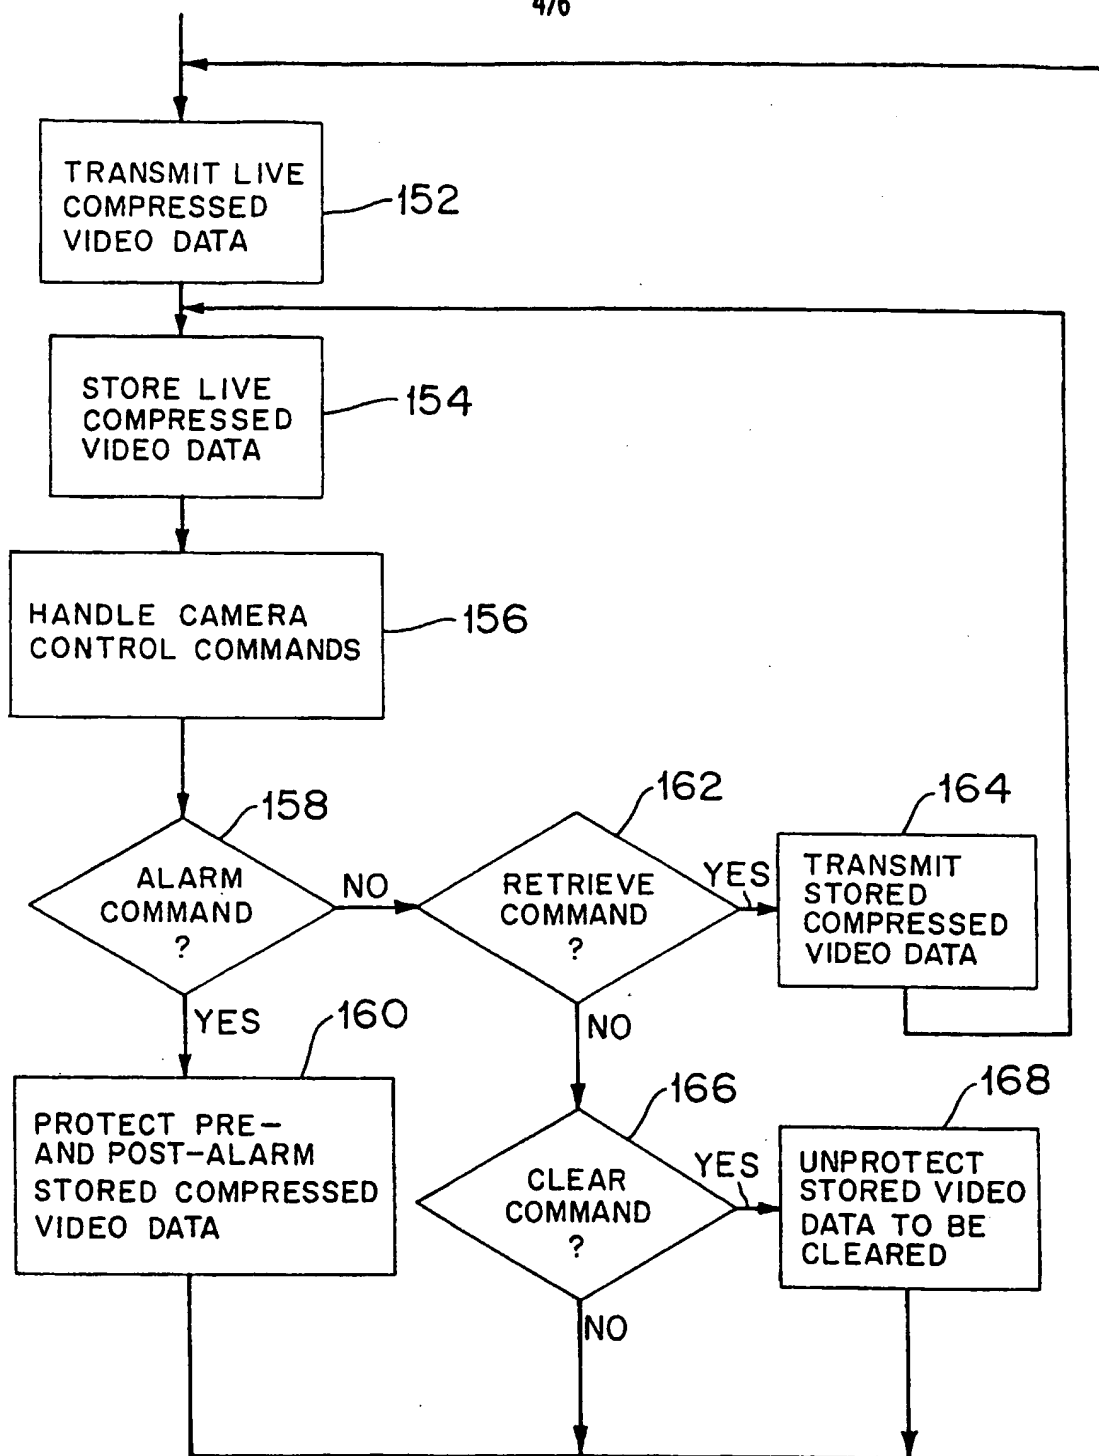 4/6
TRANSMIT LIVE
COMPRESSED
VIDEO DATA
152
STORE LIVE
COMPRESSED
VIDEO DATA
154
HANDLE CAMERA
CONTROL COMMANDS
156
ALARM
COMMAND
?
158
NO
YES
RETRIEVE
COMMAND
?
162
YES
NO
TRANSMIT
STORED
COMPRESSED
VIDEO DATA
164
PROTECT PRE-
AND POST-ALARM
STORED COMPRESSED
VIDEO DATA
160
CLEAR
COMMAND
?
166
YES
NO
UNPROTECT
STORED VIDEO
DATA TO BE
CLEARED
168